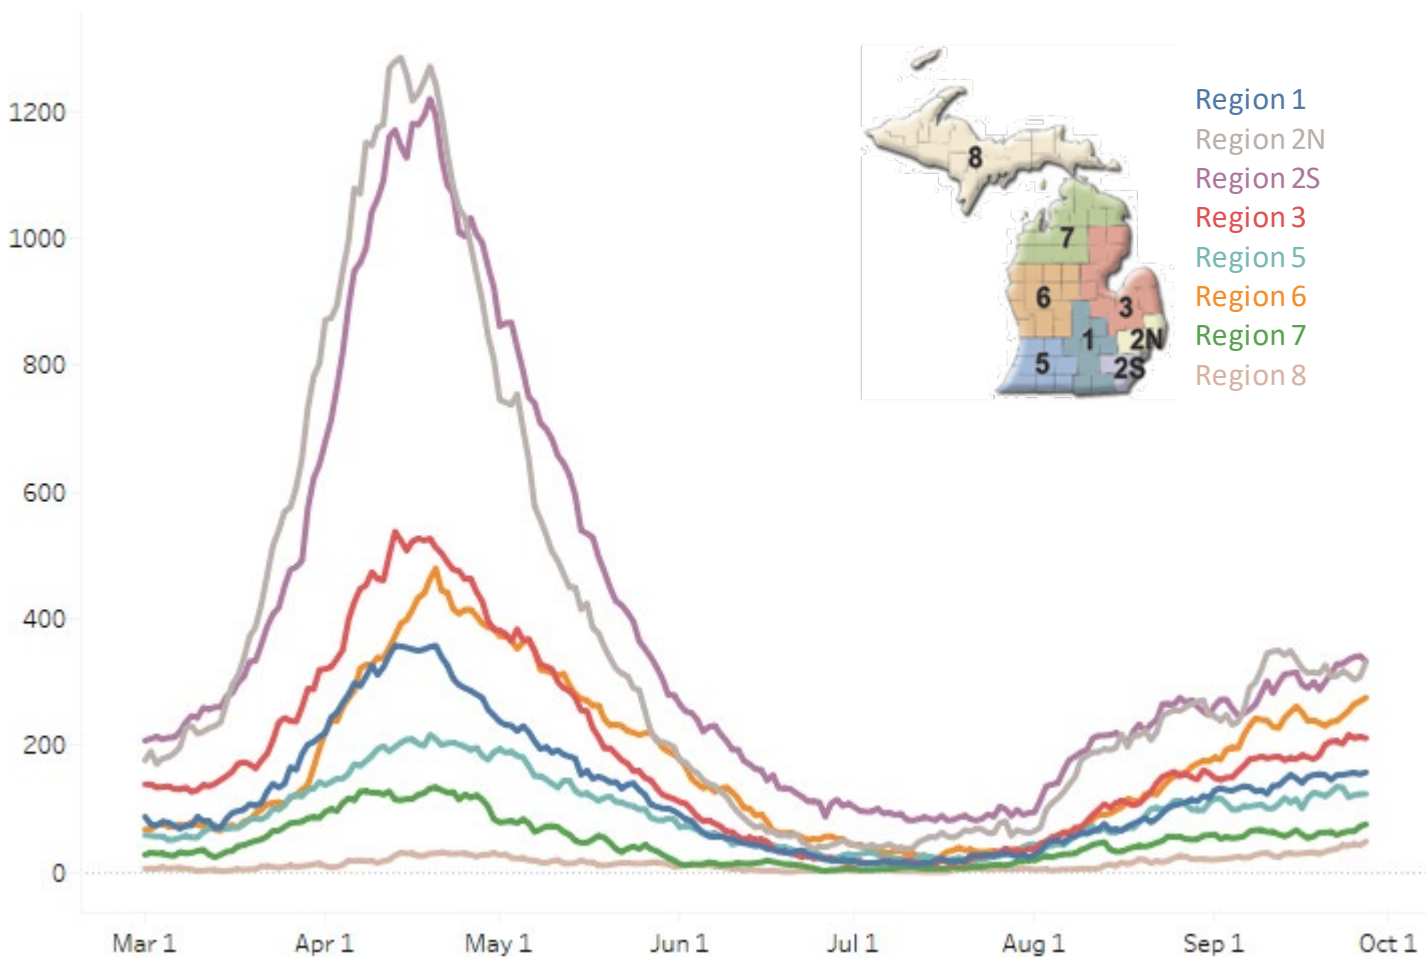 1200
1000
800
600
400
200
0
Mar 1
Apr 1
May 1
Jun 1
Jul 1
Aug 1
Sep 1
Oct 1
8
7
6
3
1
2N
5
2S
Region 1
Region 2N
Region 2S
Region 3
Region 5
Region 6
Region 7
Region 8